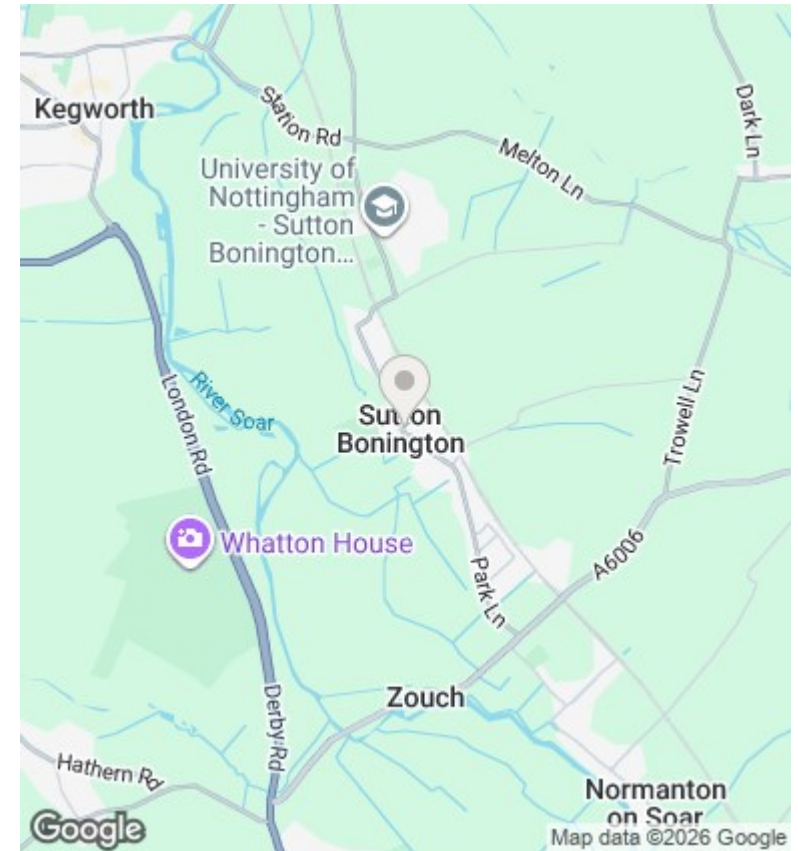 Kegworth
Station Rd
Dark Ln
Melton Ln
University of
Nottingham
- Sutton
Bonington...
River Soar
London Rd
Sutton
Bonington
Trowell Ln
Whatton House
A6006
Park Ln
Zouch
Derby Rd
Hathern Rd
Normanton
on Soar
Google
Map data ©2026 Google